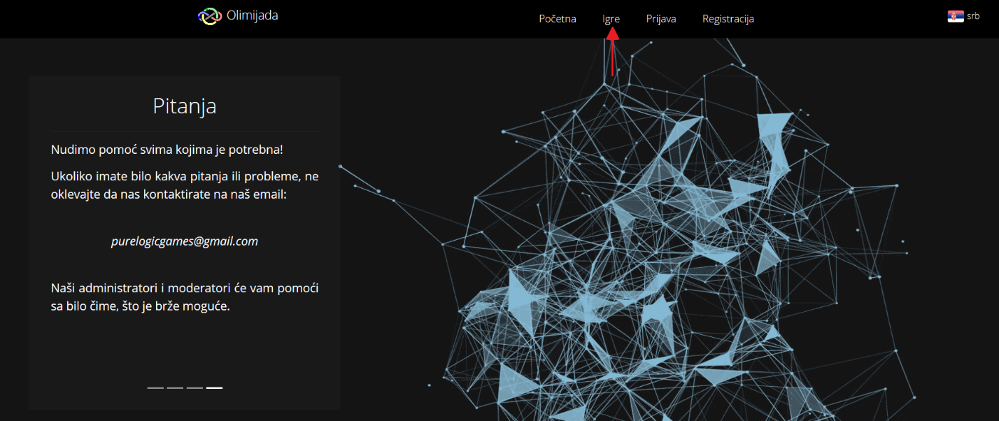 Olimijada
Početna
Igre
Prijava
Registracija
srb
Pitanja
Nudimo pomoć svima kojima je potrebna!
Ukoliko imate bilo kakva pitanja ili probleme, ne
oklevajte da nas kontaktirate na naš email:
purelogicgames@gmail.com
Naši administratori i moderatori će vam pomoći
sa bilo čime, što je brže moguće.